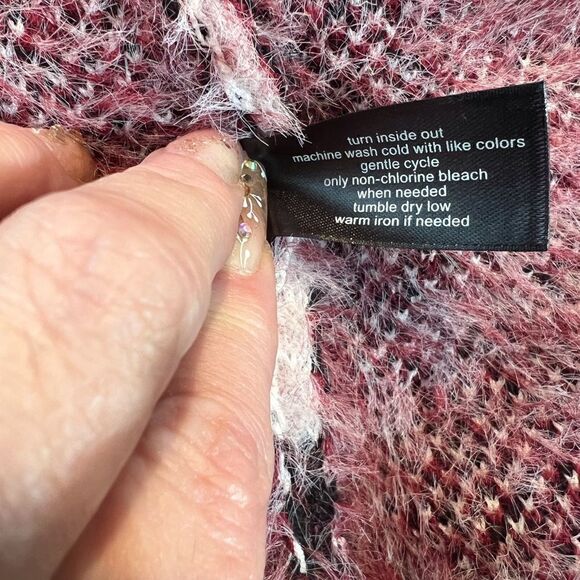 turn inside out
machine wash cold with like colors
gentle cycle
only non-chlorine bleach
when needed
tumble dry low
warm iron if needed